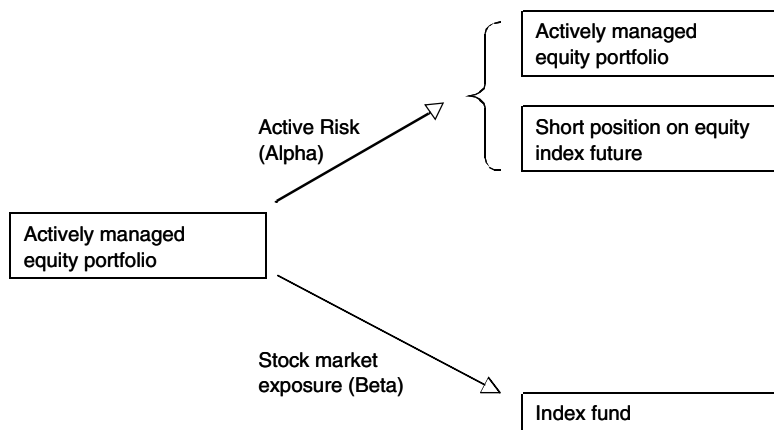 Actively managed
equity portfolio
Active Risk
(Alpha)
Short position on equity
index future
Actively managed
equity portfolio
Stock market
exposure (Beta)
Index fund